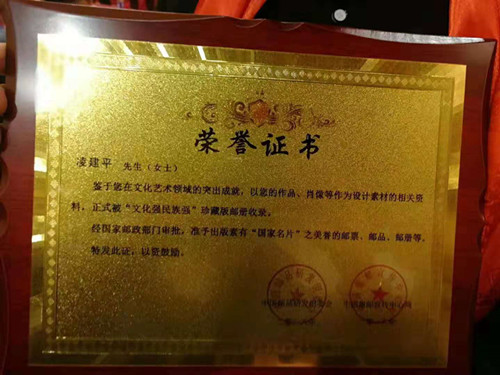 荣誉证书
凌建平 先生（女士）
鉴于您在文化艺术领域的突出成就，以您的作品、肖像等作为设计素材的相关资
料，正式被“文化强民族强”珍藏版邮册收录。
经国家邮政部门审批，准予出版素有“国家名片”之美誉的邮票、邮品、邮册等。
特发此证，以资鼓励。